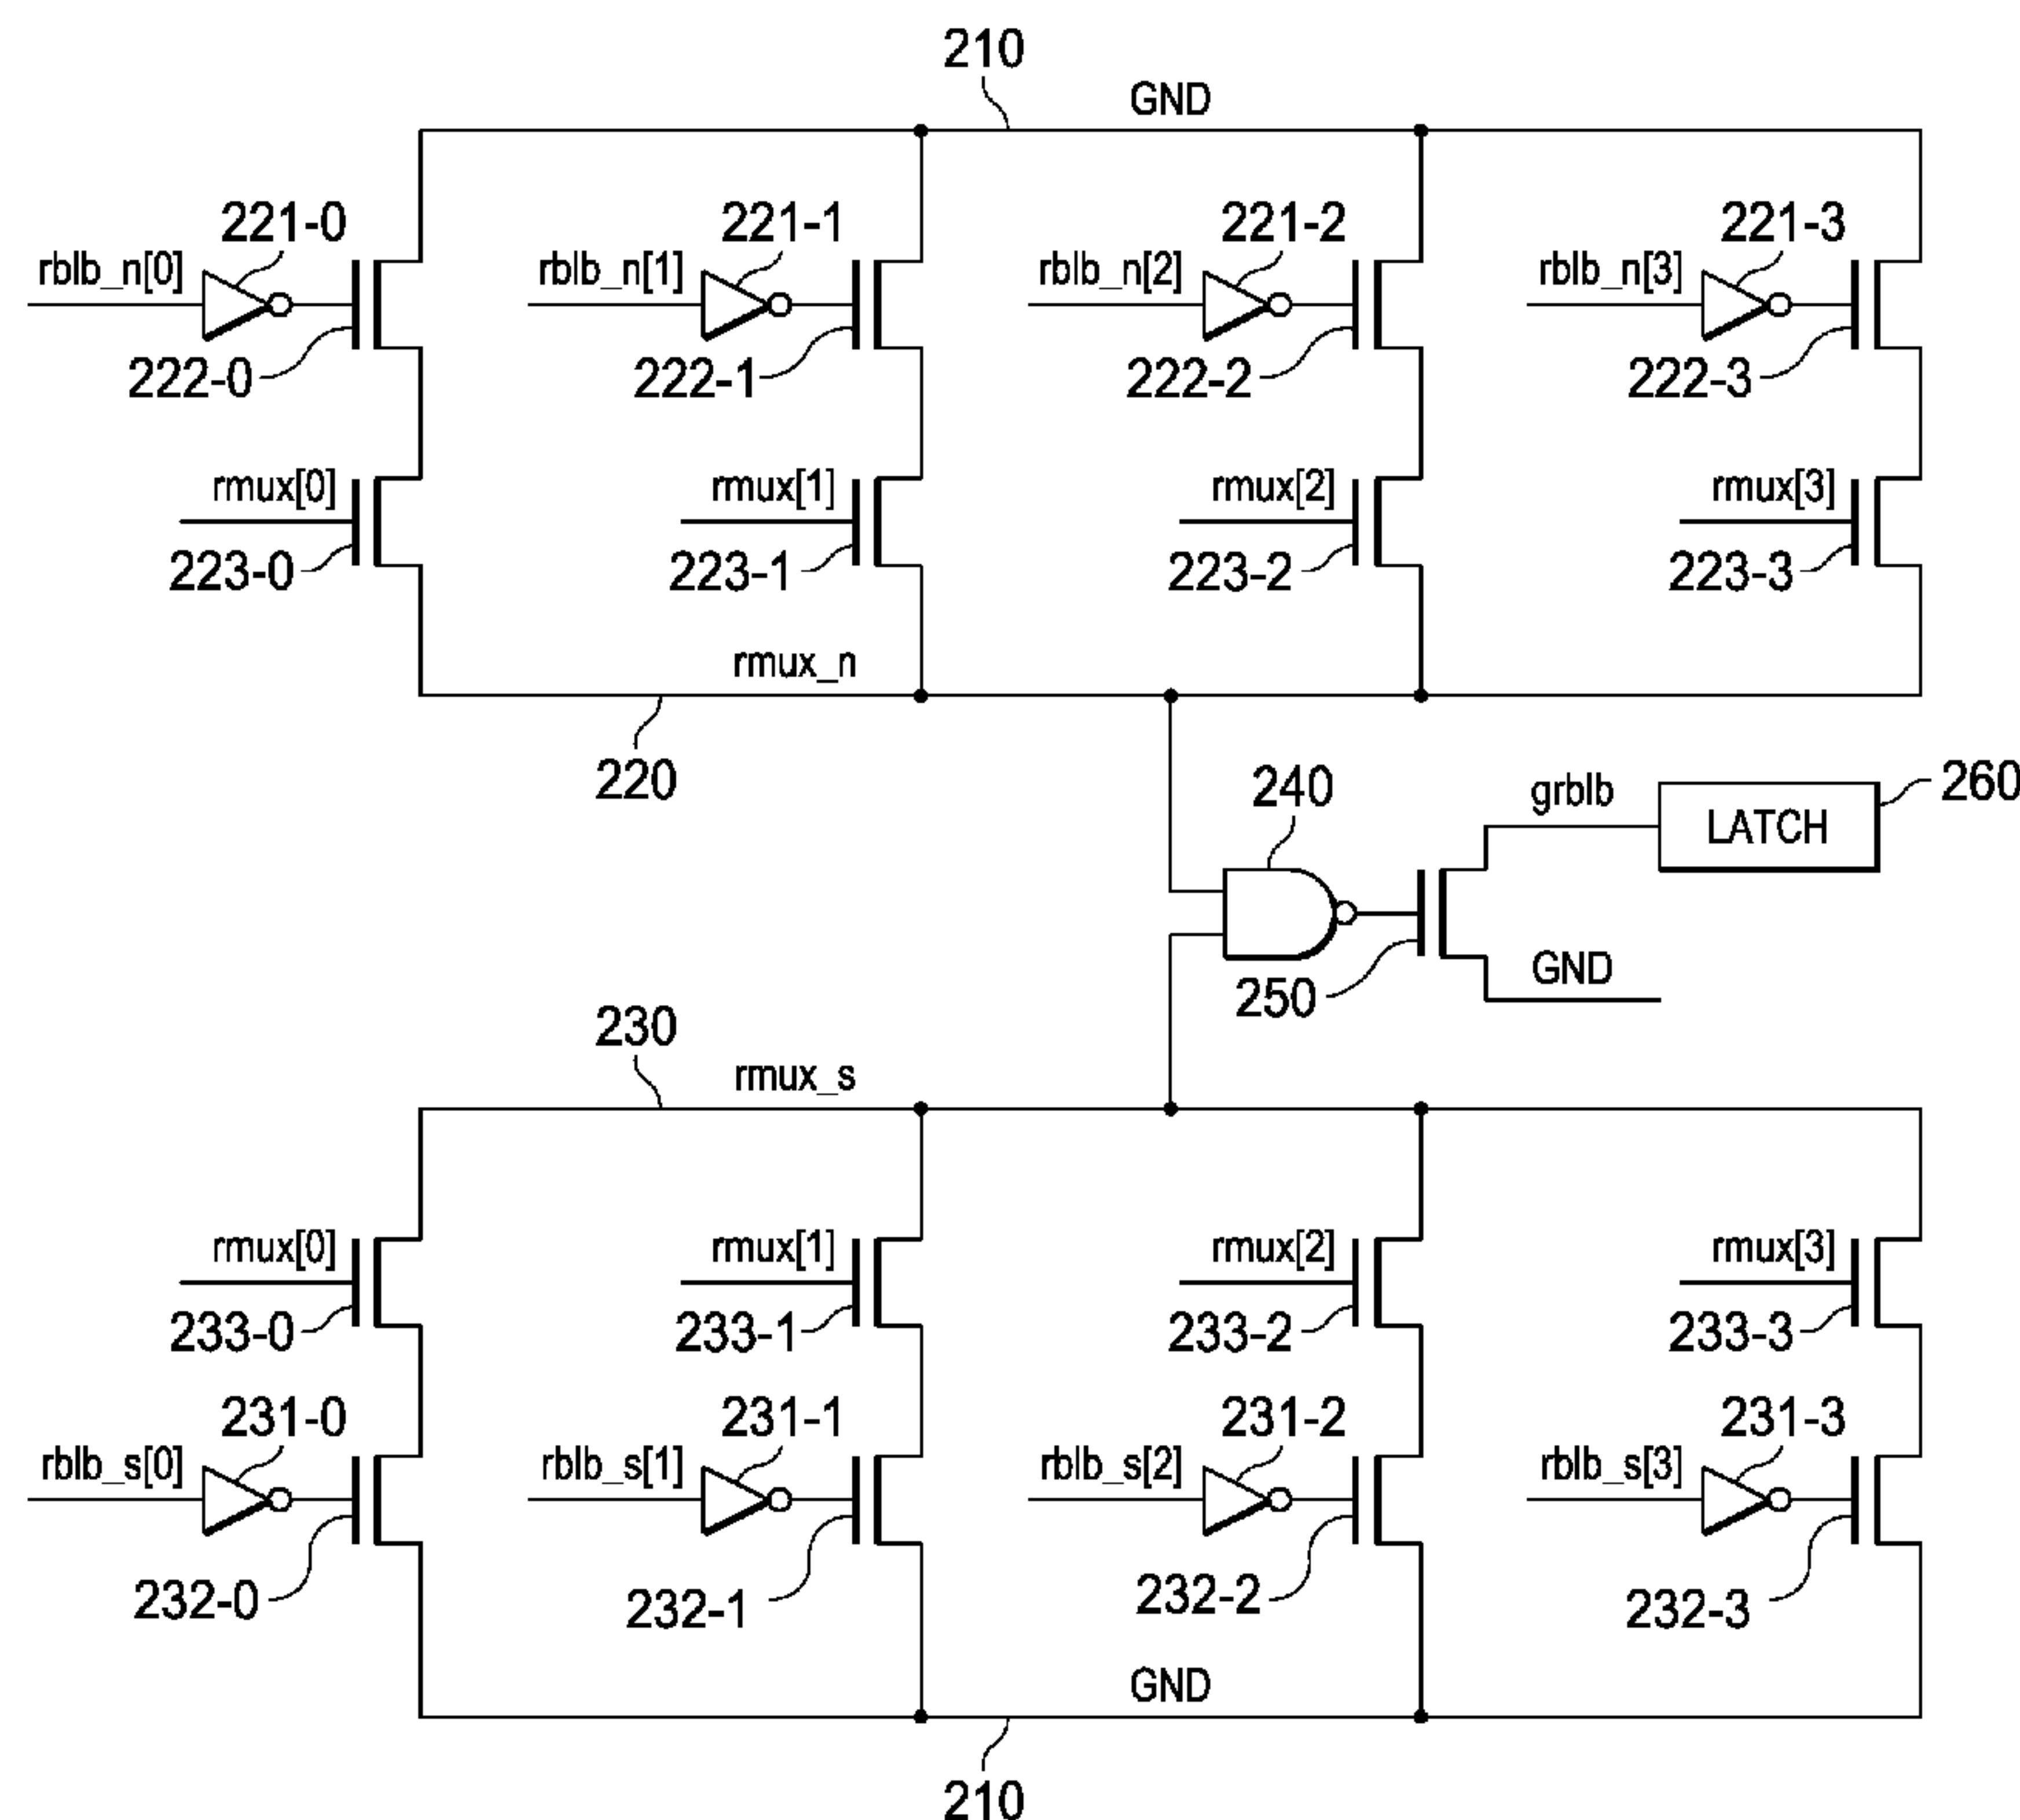 210
GND
221-0 221-1 221-2 221-3
rblb_n[0] rblb_n[1] rblb_n[2] rblb_n[3]
222-0 222-1 222-2 222-3
rmux[0] rmux[1] rmux[2] rmux[3]
223-0 223-1 223-2 223-3
rmux_n
220
240 grblb LATCH 260
250 GND
230
rmux_s
rmux[0] rmux[1] rmux[2] rmux[3]
233-0 233-1 233-2 233-3
231-0 231-1 231-2 231-3
rblb_s[0] rblb_s[1] rblb_s[2] rblb_s[3]
232-0 232-1 232-2 232-3
GND
210